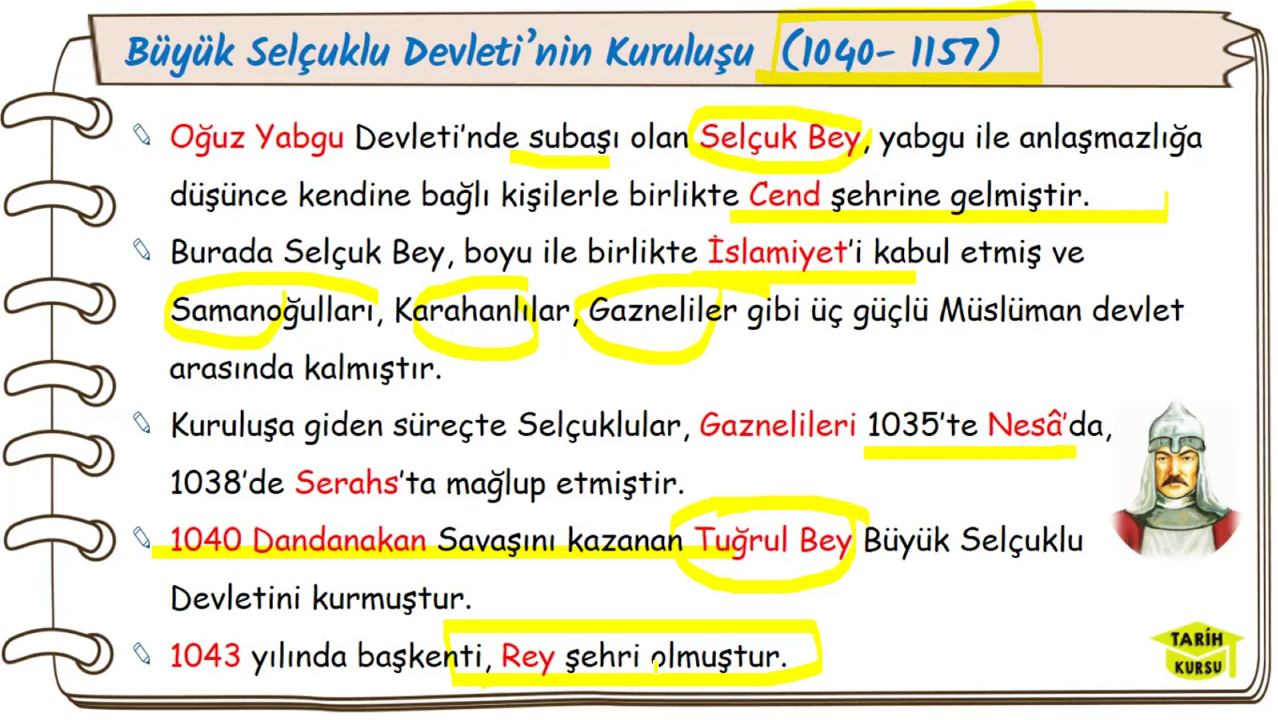 Büyük Selçuklu Devleti’nin Kuruluşu (1040- 1157)
Oğuz Yabgu Devleti’nde subaşı olan Selçuk Bey, yabgu ile anlaşmazlığa
düşünce kendine bağlı kişilerle birlikte Cend şehrine gelmiştir.
Burada Selçuk Bey, boyu ile birlikte İslamiyet’i kabul etmiş ve
Samanoğulları, Karahanlılar, Gazneliler gibi üç güçlü Müslüman devlet
arasında kalmıştır.
Kuruluşa giden süreçte Selçuklular, Gaznelileri 1035’te Nesâ’da,
1038’de Serahs’ta mağlup etmiştir.
1040 Dandanakan Savaşını kazanan Tuğrul Bey Büyük Selçuklu
Devletini kurmuştur.
1043 yılında başkenti, Rey şehri olmuştur.
TARİH
KURSU